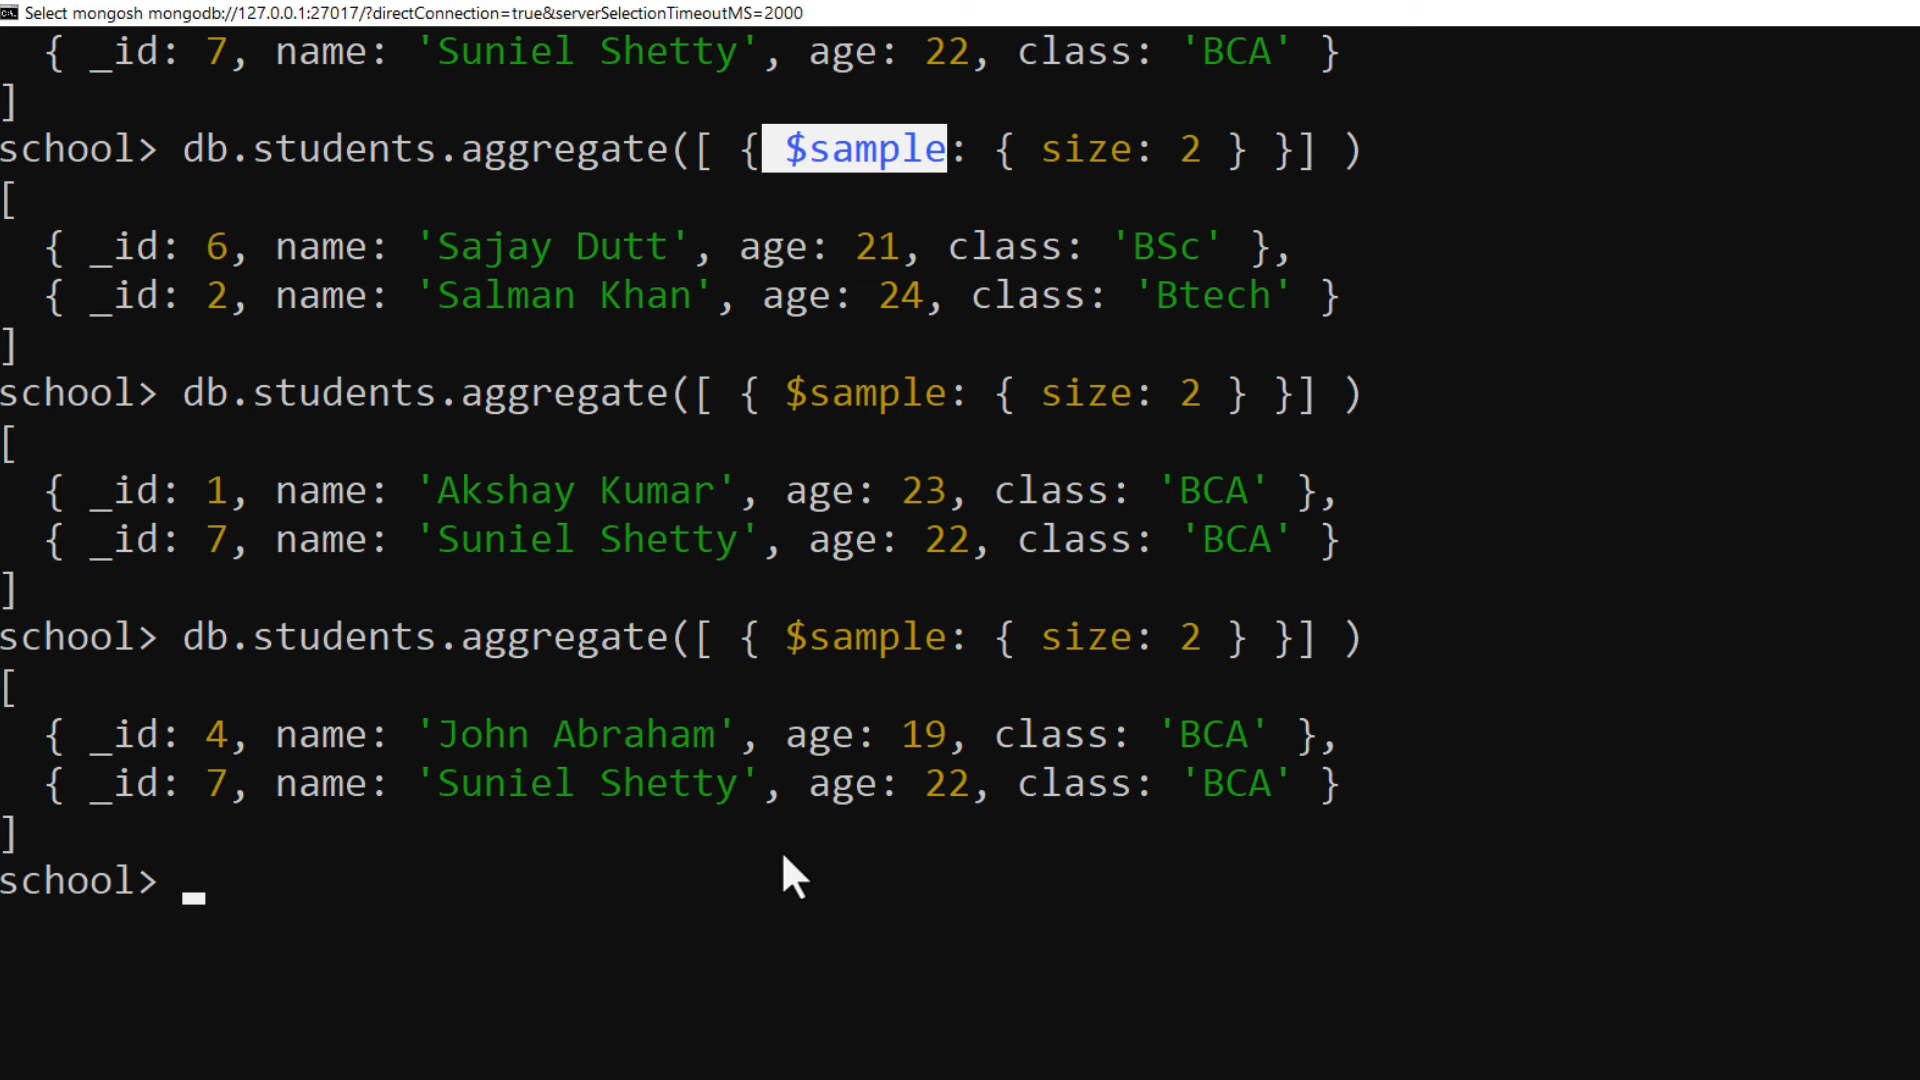 Select mongosh mongodb://127.0.0.1:27017/?directConnection=true&serverSelectionTimeoutMS=2000
{ _id: 7, name: 'Suniel Shetty', age: 22, class: 'BCA' }
]
school> db.students.aggregate([ { $sample: { size: 2 } }] )
[
{ _id: 6, name: 'Sajay Dutt', age: 21, class: 'BSc' },
{ _id: 2, name: 'Salman Khan', age: 24, class: 'Btech' }
]
school> db.students.aggregate([ { $sample: { size: 2 } }] )
[
{ _id: 1, name: 'Akshay Kumar', age: 23, class: 'BCA' },
{ _id: 7, name: 'Suniel Shetty', age: 22, class: 'BCA' }
]
school> db.students.aggregate([ { $sample: { size: 2 } }] )
[
{ _id: 4, name: 'John Abraham', age: 19, class: 'BCA' },
{ _id: 7, name: 'Suniel Shetty', age: 22, class: 'BCA' }
]
school>